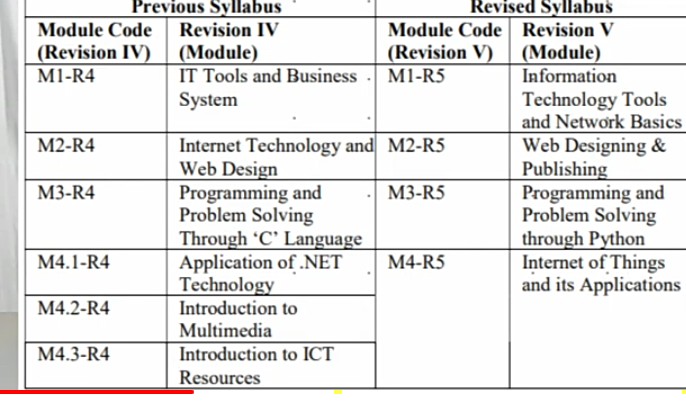 Previous Syllabus Revised Syllabus
Module Code Revision IV Module Code Revision V
(Revision IV) (Module) (Revision V) (Module)
M1-R4 IT Tools and Business M1-R5 Information
System Technology Tools
and Network Basics
M2-R4 Internet Technology and M2-R5 Web Designing &
Web Design Publishing
M3-R4 Programming and M3-R5 Programming and
Problem Solving Problem Solving
Through ‘C’ Language through Python
M4.1-R4 Application of .NET M4-R5 Internet of Things
Technology and its Applications
M4.2-R4 Introduction to
Multimedia
M4.3-R4 Introduction to ICT
Resources